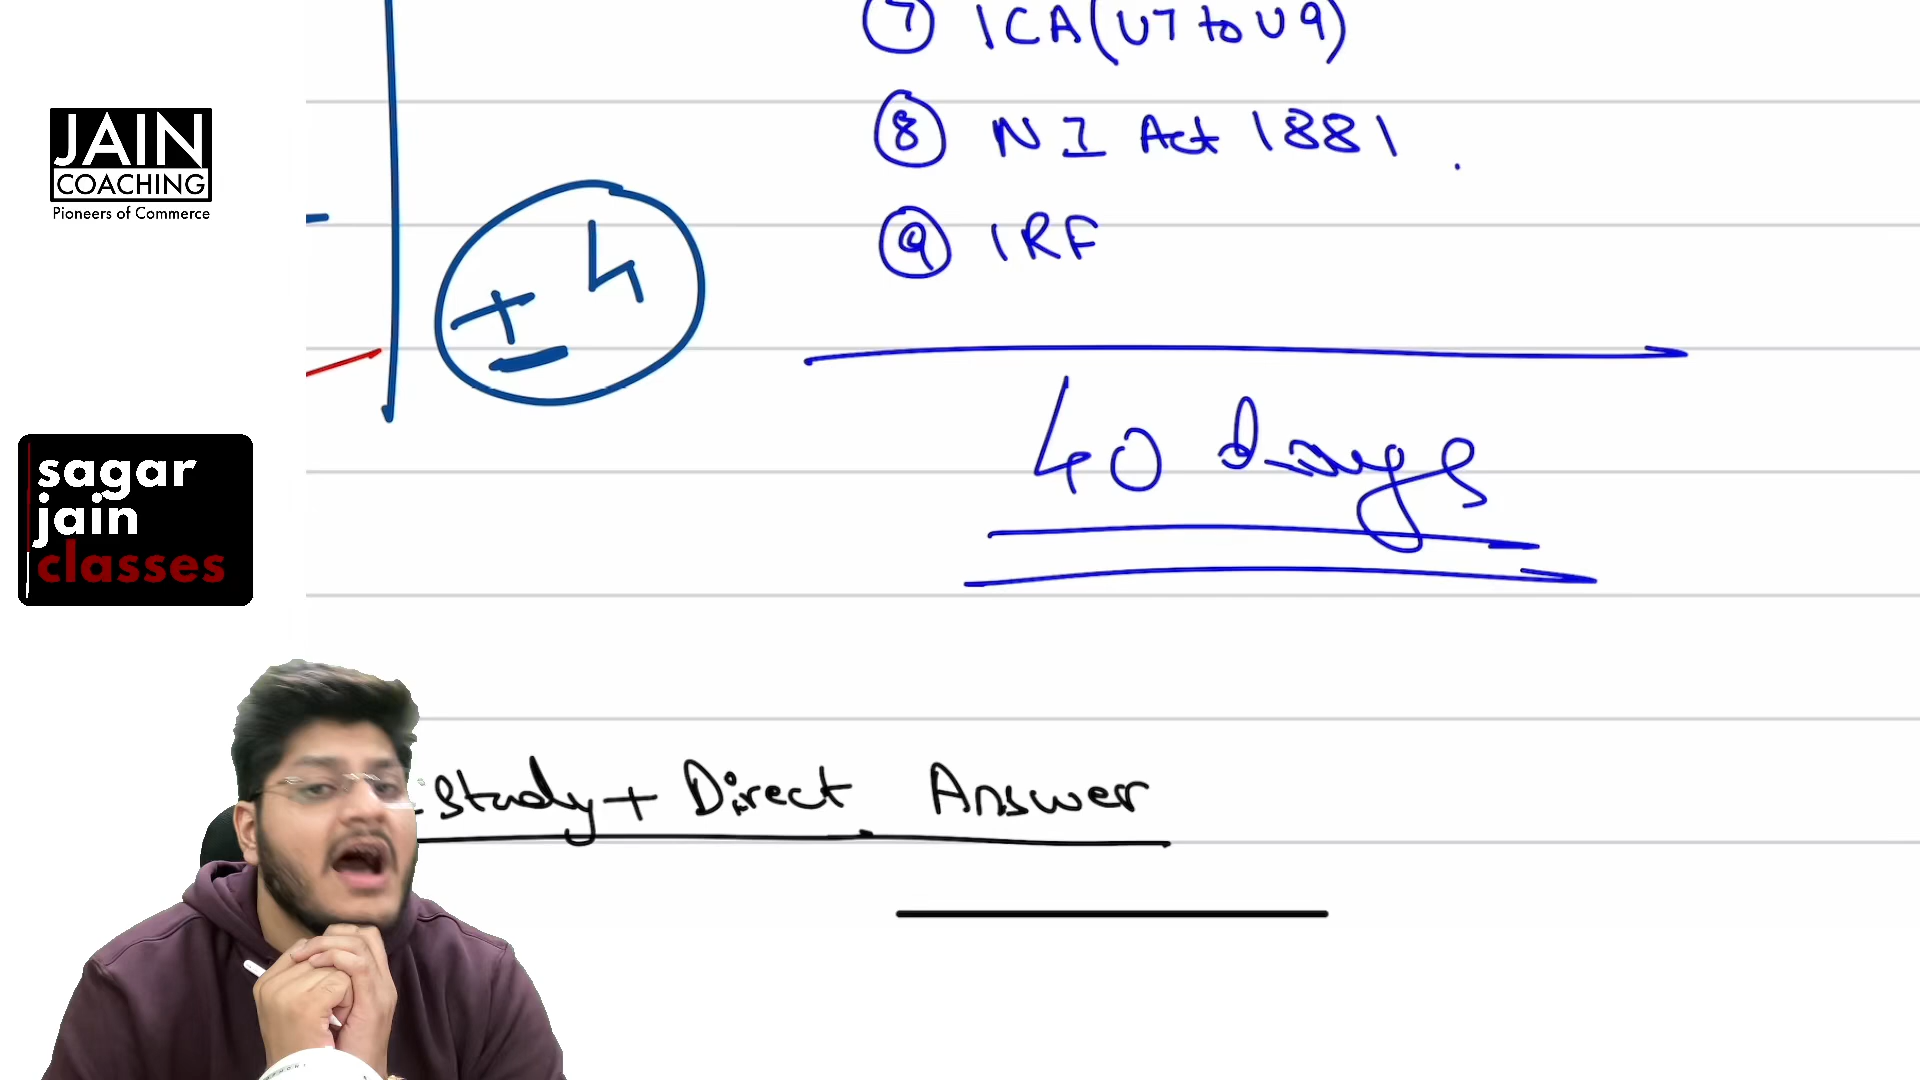 ⑦ ICA(U7 to U9)
⑧ N I Act 1881
⑨ IRF
± 4
40 days
Study + Direct Answer
JAIN
COACHING
Pioneers of Commerce
sagar
jain
classes